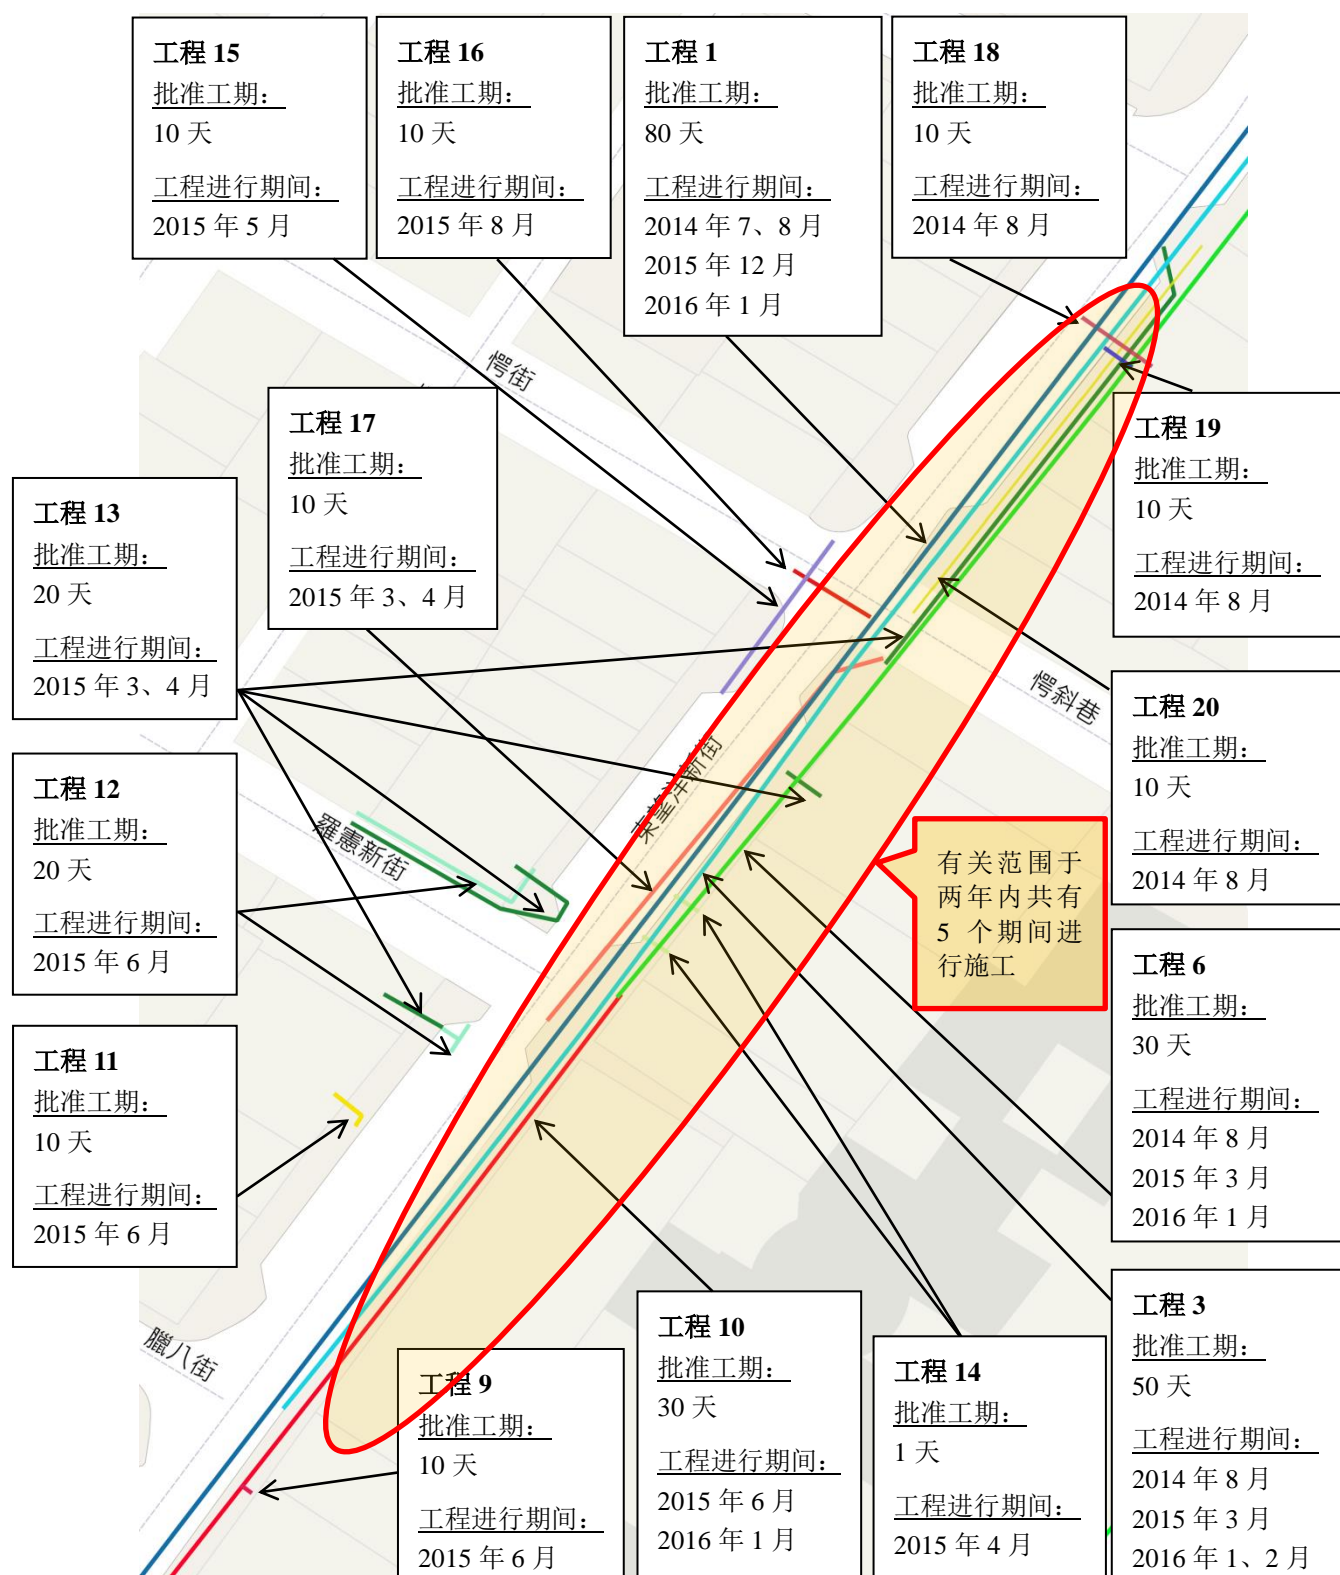 工程 15
批准工期：
10 天
工程进行期间：
2015 年 5 月
工程 16
批准工期：
10 天
工程进行期间：
2015 年 8 月
工程 1
批准工期：
80 天
工程进行期间：
2014 年 7、8 月
2015 年 12 月
2016 年 1 月
工程 18
批准工期：
10 天
工程进行期间：
2014 年 8 月
愕街
工程 17
批准工期：
10 天
工程进行期间：
2015 年 3、4 月
工程 19
批准工期：
10 天
工程进行期间：
2014 年 8 月
工程 13
批准工期：
20 天
工程进行期间：
2015 年 3、4 月
愕斜巷
工程 20
批准工期：
10 天
工程进行期间：
2014 年 8 月
東望洋新街
工程 12
批准工期：
20 天
工程进行期间：
2015 年 6 月
羅憲新街
有关范围于
两年内共有
5 个期间进
行施工
工程 6
批准工期：
30 天
工程进行期间：
2014 年 8 月
2015 年 3 月
2016 年 1 月
工程 11
批准工期：
10 天
工程进行期间：
2015 年 6 月
臘八街
工程 9
批准工期：
10 天
工程进行期间：
2015 年 6 月
工程 10
批准工期：
30 天
工程进行期间：
2015 年 6 月
2016 年 1 月
工程 14
批准工期：
1 天
工程进行期间：
2015 年 4 月
工程 3
批准工期：
50 天
工程进行期间：
2014 年 8 月
2015 年 3 月
2016 年 1、2 月